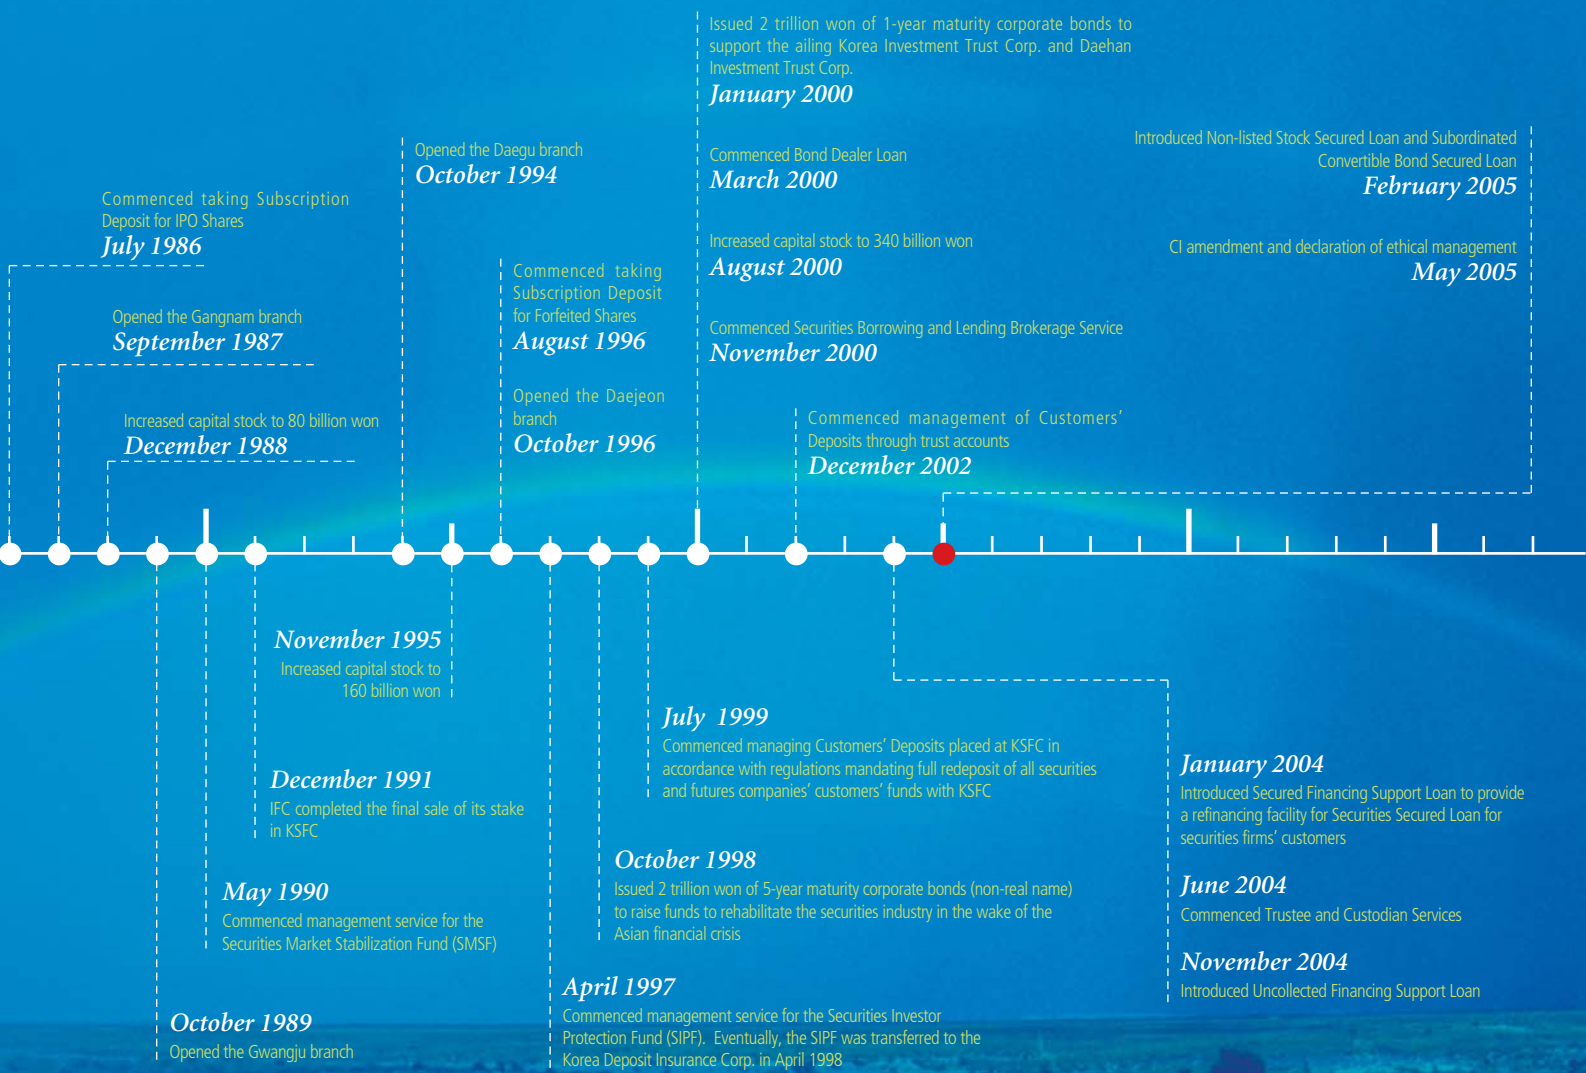 Commenced taking Subscription
Deposit for IPO Shares
July 1986
Opened the Gangnam branch
September 1987
Increased capital stock to 80 billion won
December 1988
October 1989
Opened the Gwangju branch
May 1990
Commenced management service for the
Securities Market Stabilization Fund (SMSF)
December 1991
IFC completed the final sale of its stake
in KSFC
Opened the Daegu branch
October 1994
November 1995
Increased capital stock to
160 billion won
Commenced taking
Subscription Deposit
for Forfeited Shares
August 1996
Opened the Daejeon
branch
October 1996
April 1997
Commenced management service for the Securities Investor
Protection Fund (SIPF). Eventually, the SIPF was transferred to the
Korea Deposit Insurance Corp. in April 1998
October 1998
Issued 2 trillion won of 5-year maturity corporate bonds (non-real name)
to raise funds to rehabilitate the securities industry in the wake of the
Asian financial crisis
July 1999
Commenced managing Customers' Deposits placed at KSFC in
accordance with regulations mandating full redeposit of all securities
and futures companies' customers' funds with KSFC
Issued 2 trillion won of 1-year maturity corporate bonds to
support the ailing Korea Investment Trust Corp. and Daehan
Investment Trust Corp.
January 2000
Commenced Bond Dealer Loan
March 2000
Increased capital stock to 340 billion won
August 2000
Commenced Securities Borrowing and Lending Brokerage Service
November 2000
Commenced management of Customers'
Deposits through trust accounts
December 2002
January 2004
Introduced Secured Financing Support Loan to provide
a refinancing facility for Securities Secured Loan for
securities firms' customers
June 2004
Commenced Trustee and Custodian Services
November 2004
Introduced Uncollected Financing Support Loan
Introduced Non-listed Stock Secured Loan and Subordinated
Convertible Bond Secured Loan
February 2005
CI amendment and declaration of ethical management
May 2005